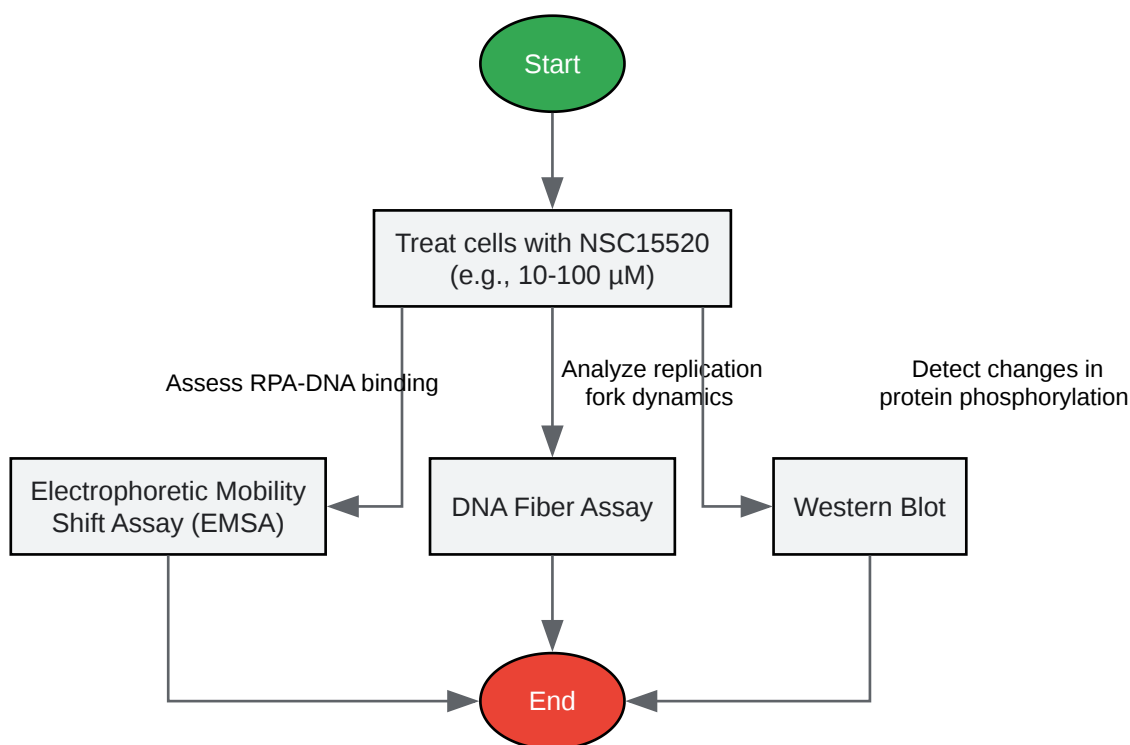 Start
Treat cells with NSC15520
(e.g., 10-100 µM)
Assess RPA-DNA binding
Analyze replication
fork dynamics
Detect changes in
protein phosphorylation
Electrophoretic Mobility
Shift Assay (EMSA)
DNA Fiber Assay
Western Blot
End